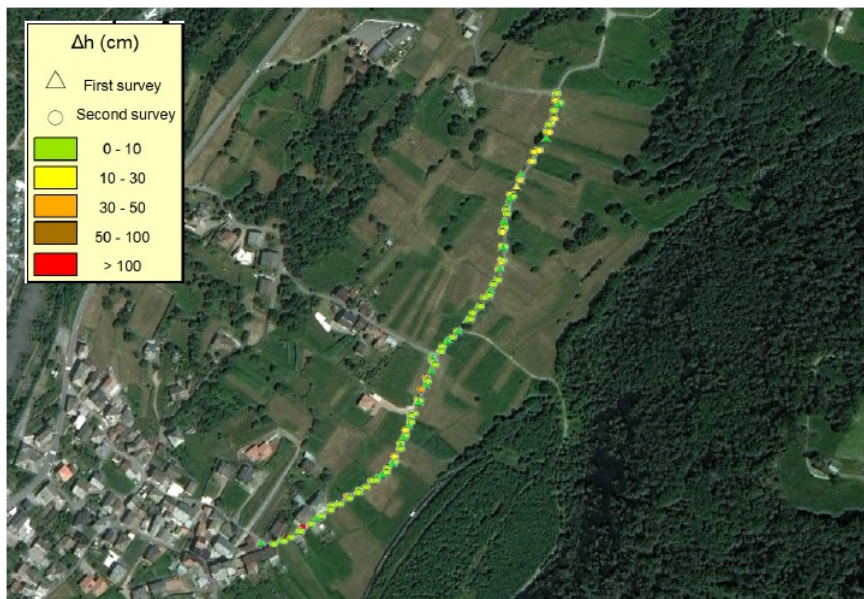 Δh (cm)
First survey
Second survey
0 - 10
10 - 30
30 - 50
50 - 100
> 100